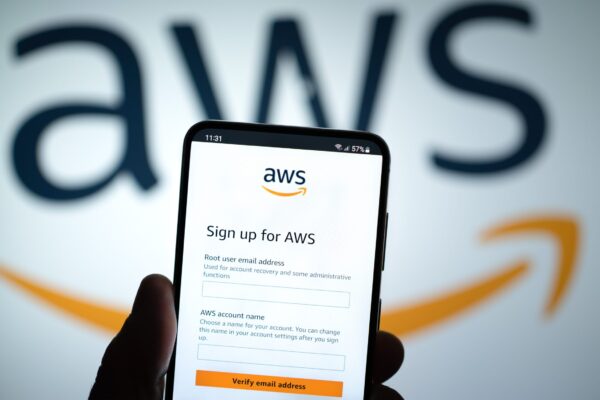 aws
11:31 57%
aws
Sign up for AWS
Root user email address
Used for account recovery and some administrative
functions
AWS account name
Choose a name for your account. You can change
this name in your account settings after you sign
up.
Verify email address